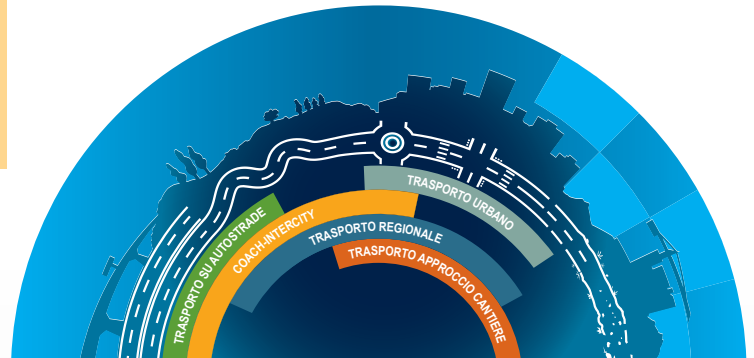 TRASPORTO URBANO
TRASPORTO SU AUTOSTRADE
COACH-INTERCITY
TRASPORTO REGIONALE
TRASPORTO APPROCCIO CANTIERE